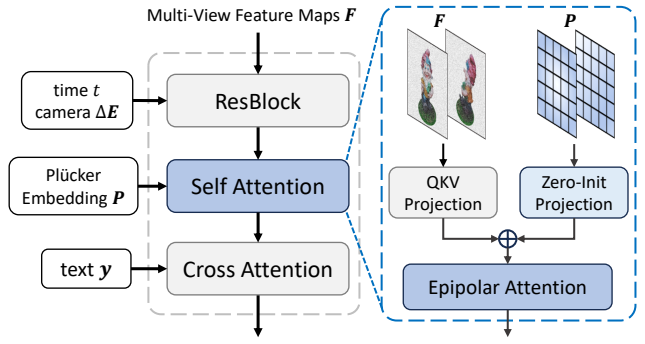 Multi-View Feature Maps F
time t
camera ΔE
ResBlock
Plücker
Embedding P
Self Attention
text y
Cross Attention
F
P
QKV
Projection
Zero-Init
Projection
Epipolar Attention